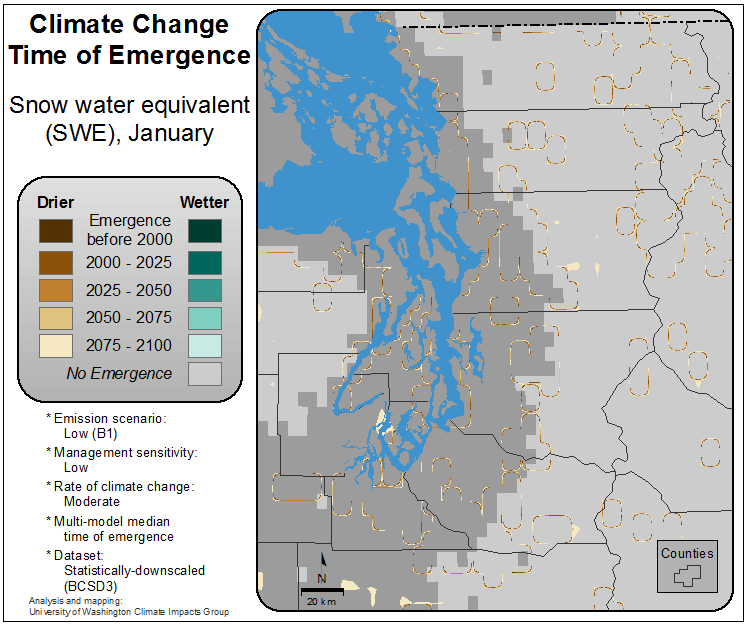 Climate Change
Time of Emergence
Snow water equivalent
(SWE), January
Drier
Wetter
Emergence
before 2000
2000 - 2025
2025 - 2050
2050 - 2075
2075 - 2100
No Emergence
* Emission scenario:
Low (B1)
* Management sensitivity:
Low
* Rate of climate change:
Moderate
* Multi-model median
time of emergence
* Dataset:
Statistically-downscaled
(BCSD3)
Analysis and mapping:
University of Washington Climate Impacts Group
N
20 km
Counties